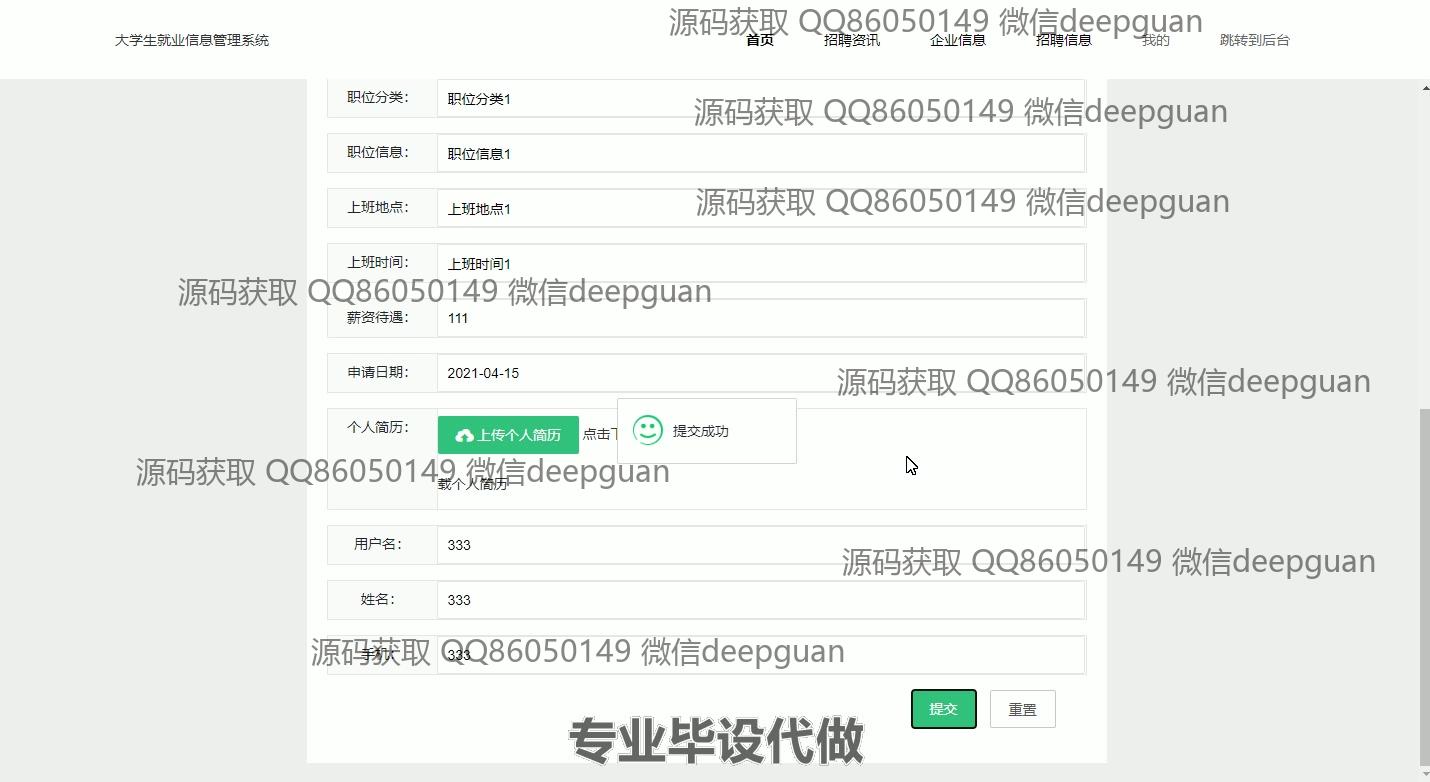 源码获取 QQ86050149 微信deepguan
大学生就业信息管理系统 首页 招聘资讯 企业信息 招聘信息 我的 跳转到后台
职位分类： 职位分类1
源码获取 QQ86050149 微信deepguan
职位信息： 职位信息1
上班地点： 上班地点1
源码获取 QQ86050149 微信deepguan
上班时间： 上班时间1
源码获取 QQ86050149 微信deepguan
薪资待遇： 111
申请日期： 2021-04-15
源码获取 QQ86050149 微信deepguan
个人简历： 上传个人简历 点击下
提交成功
源码获取 QQ86050149 微信deepguan
载个人简历
用户名： 333
源码获取 QQ86050149 微信deepguan
姓名： 333
源码获取 QQ86050149 微信deepguan
手机： 333
提交 重置
专业毕设代做